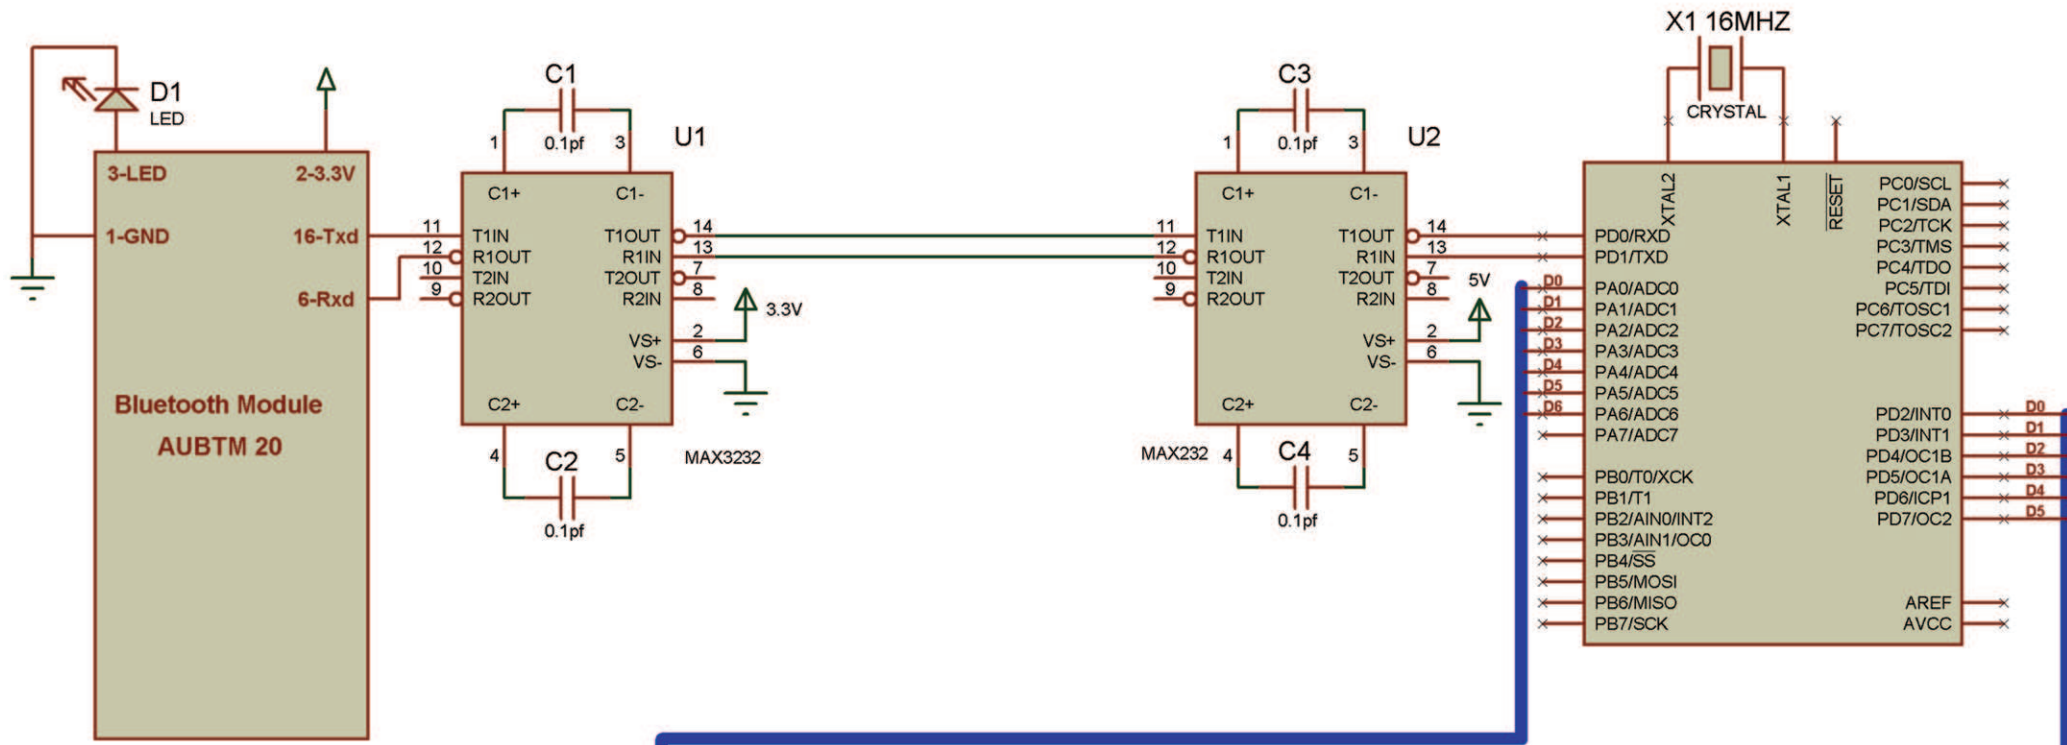 X1 16MHZ
CRYSTAL
D1
LED
3-LED
2-3.3V
1-GND
16-Txd
6-Rxd
Bluetooth Module
AUBTM 20
C1
0.1pf
1
3
U1
C1+
C1-
11
T1IN
T1OUT
14
12
R1OUT
R1IN
13
10
T2IN
T2OUT
7
9
R2OUT
R2IN
8
3.3V
VS+
2
VS-
6
C2+
C2-
4
5
MAX3232
C2
0.1pf
C3
0.1pf
1
3
U2
C1+
C1-
11
T1IN
T1OUT
14
12
R1OUT
R1IN
13
10
T2IN
T2OUT
7
9
R2OUT
R2IN
8
5V
VS+
2
VS-
6
C2+
C2-
MAX232
4
5
C4
0.1pf
XTAL2
XTAL1
RESET
PD0/RXD
PD1/TXD
D0
PA0/ADC0
D1
PA1/ADC1
D2
PA2/ADC2
D3
PA3/ADC3
D4
PA4/ADC4
D5
PA5/ADC5
D6
PA6/ADC6
PA7/ADC7
PB0/T0/XCK
PB1/T1
PB2/AIN0/INT2
PB3/AIN1/OC0
PB4/SS
PB5/MOSI
PB6/MISO
PB7/SCK
PC0/SCL
PC1/SDA
PC2/TCK
PC3/TMS
PC4/TDO
PC5/TDI
PC6/TOSC1
PC7/TOSC2
PD2/INT0
D0
PD3/INT1
D1
PD4/OC1B
D2
PD5/OC1A
D3
PD6/ICP1
D4
PD7/OC2
D5
AREF
AVCC